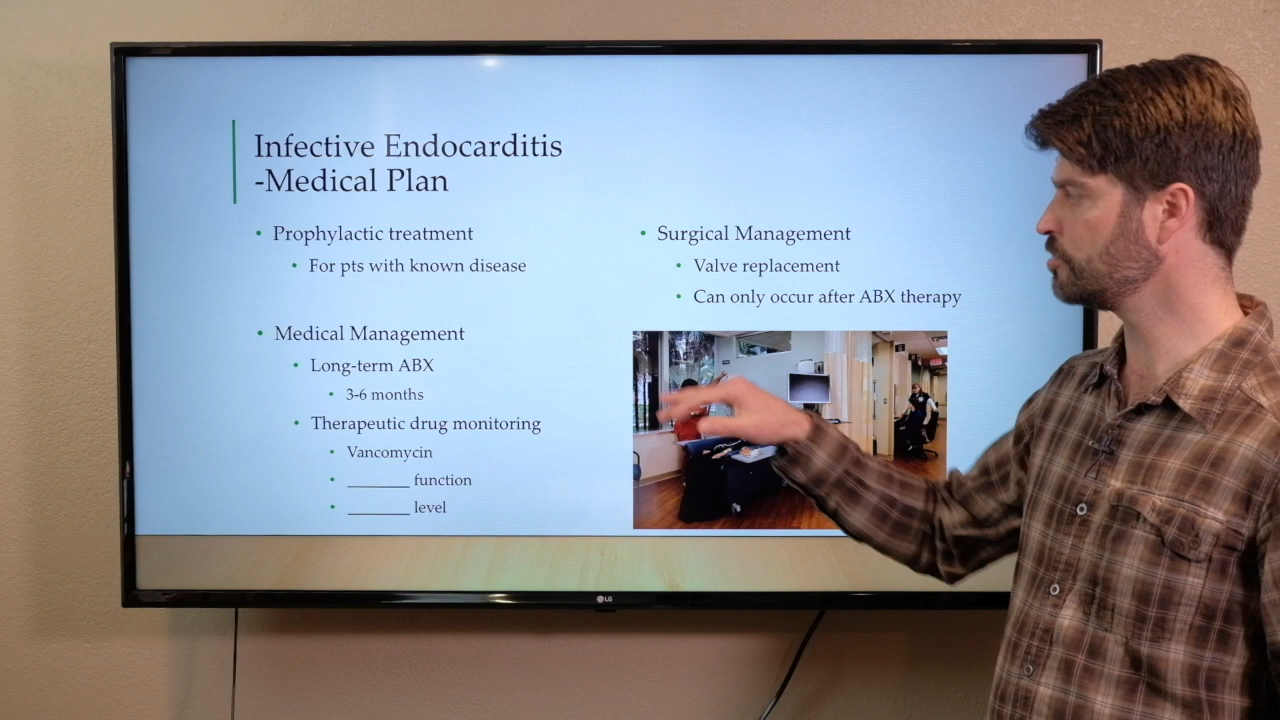 Infective Endocarditis
-Medical Plan
• Prophylactic treatment
• For pts with known disease
• Medical Management
• Long-term ABX
• 3-6 months
• Therapeutic drug monitoring
• Vancomycin
• ________ function
• ________ level
• Surgical Management
• Valve replacement
• Can only occur after ABX therapy
LG